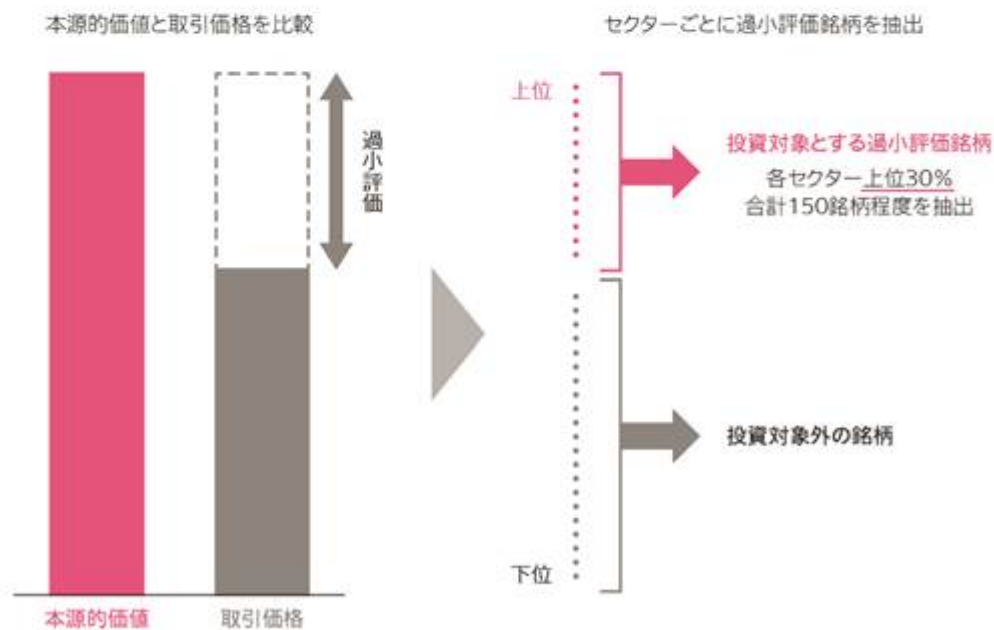 本源的価値と取引価格を比較
過小評価
本源的価値
取引価格
セクターごとに過小評価銘柄を抽出
上位
投資対象とする過小評価銘柄
各セクター上位30%
合計150銘柄程度を抽出
投資対象外の銘柄
下位